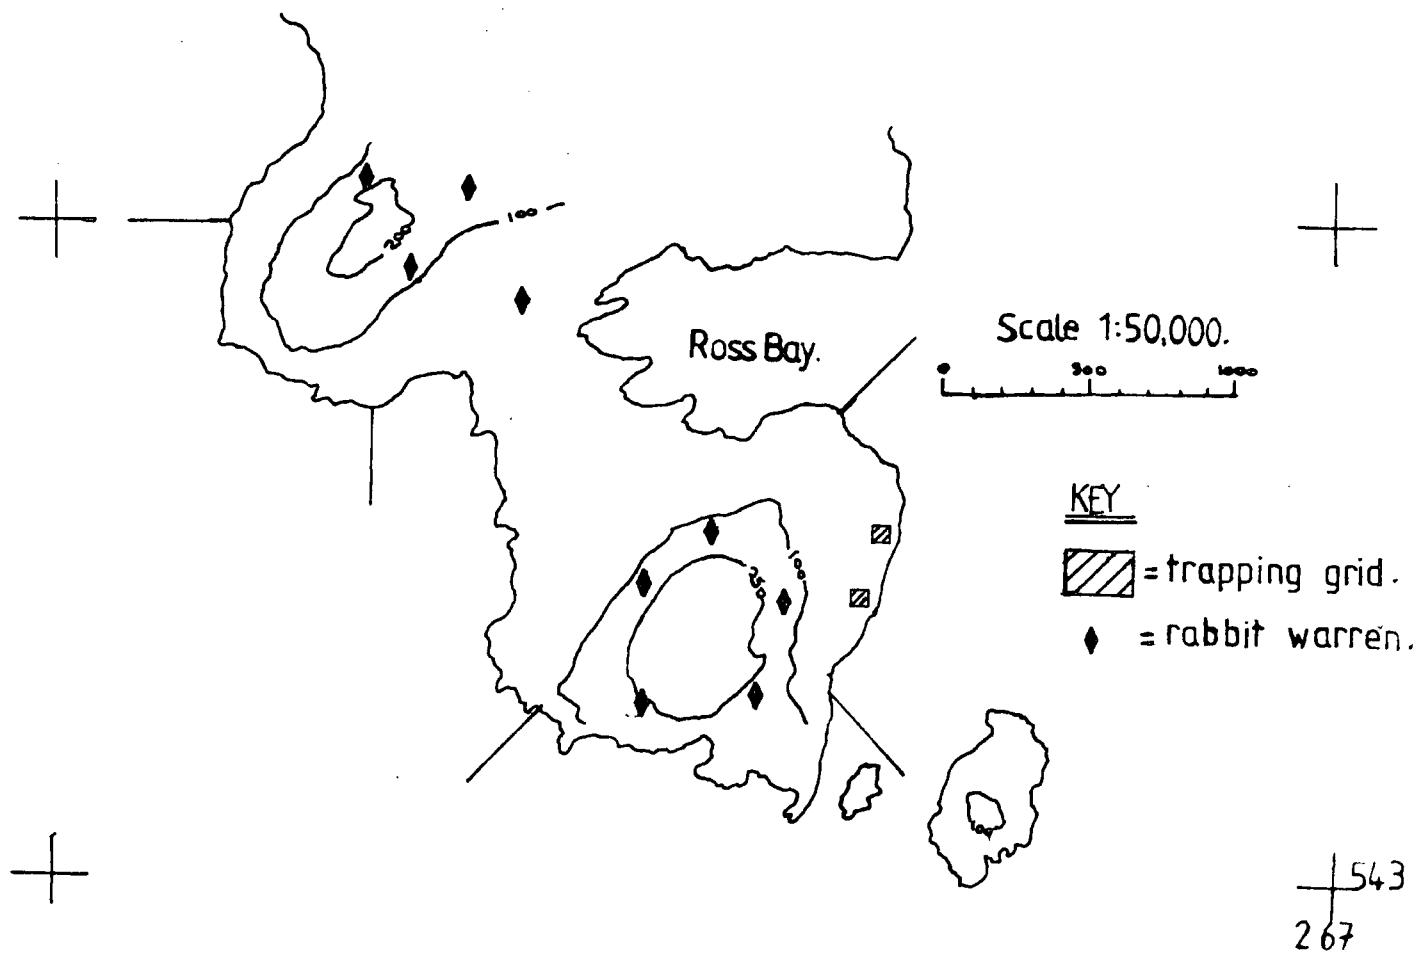 100
200
Ross Bay.
Scale 1:50,000.
0 500 1000
KEY
= trapping grid.
= rabbit warren.
100
250
100
543
267